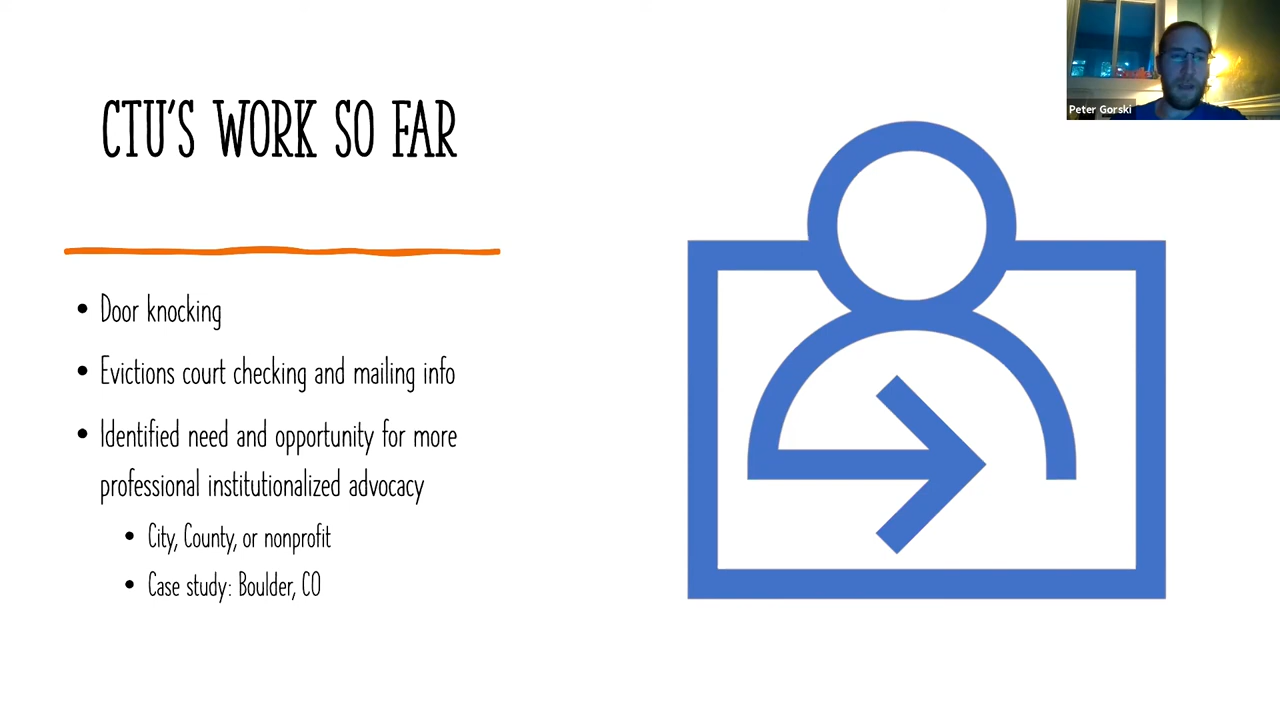 CTU'S WORK SO FAR
• Door knocking
• Evictions court checking and mailing info
• Identified need and opportunity for more
professional institutionalized advocacy
• City, County, or nonprofit
• Case study: Boulder, CO
Peter Gorski